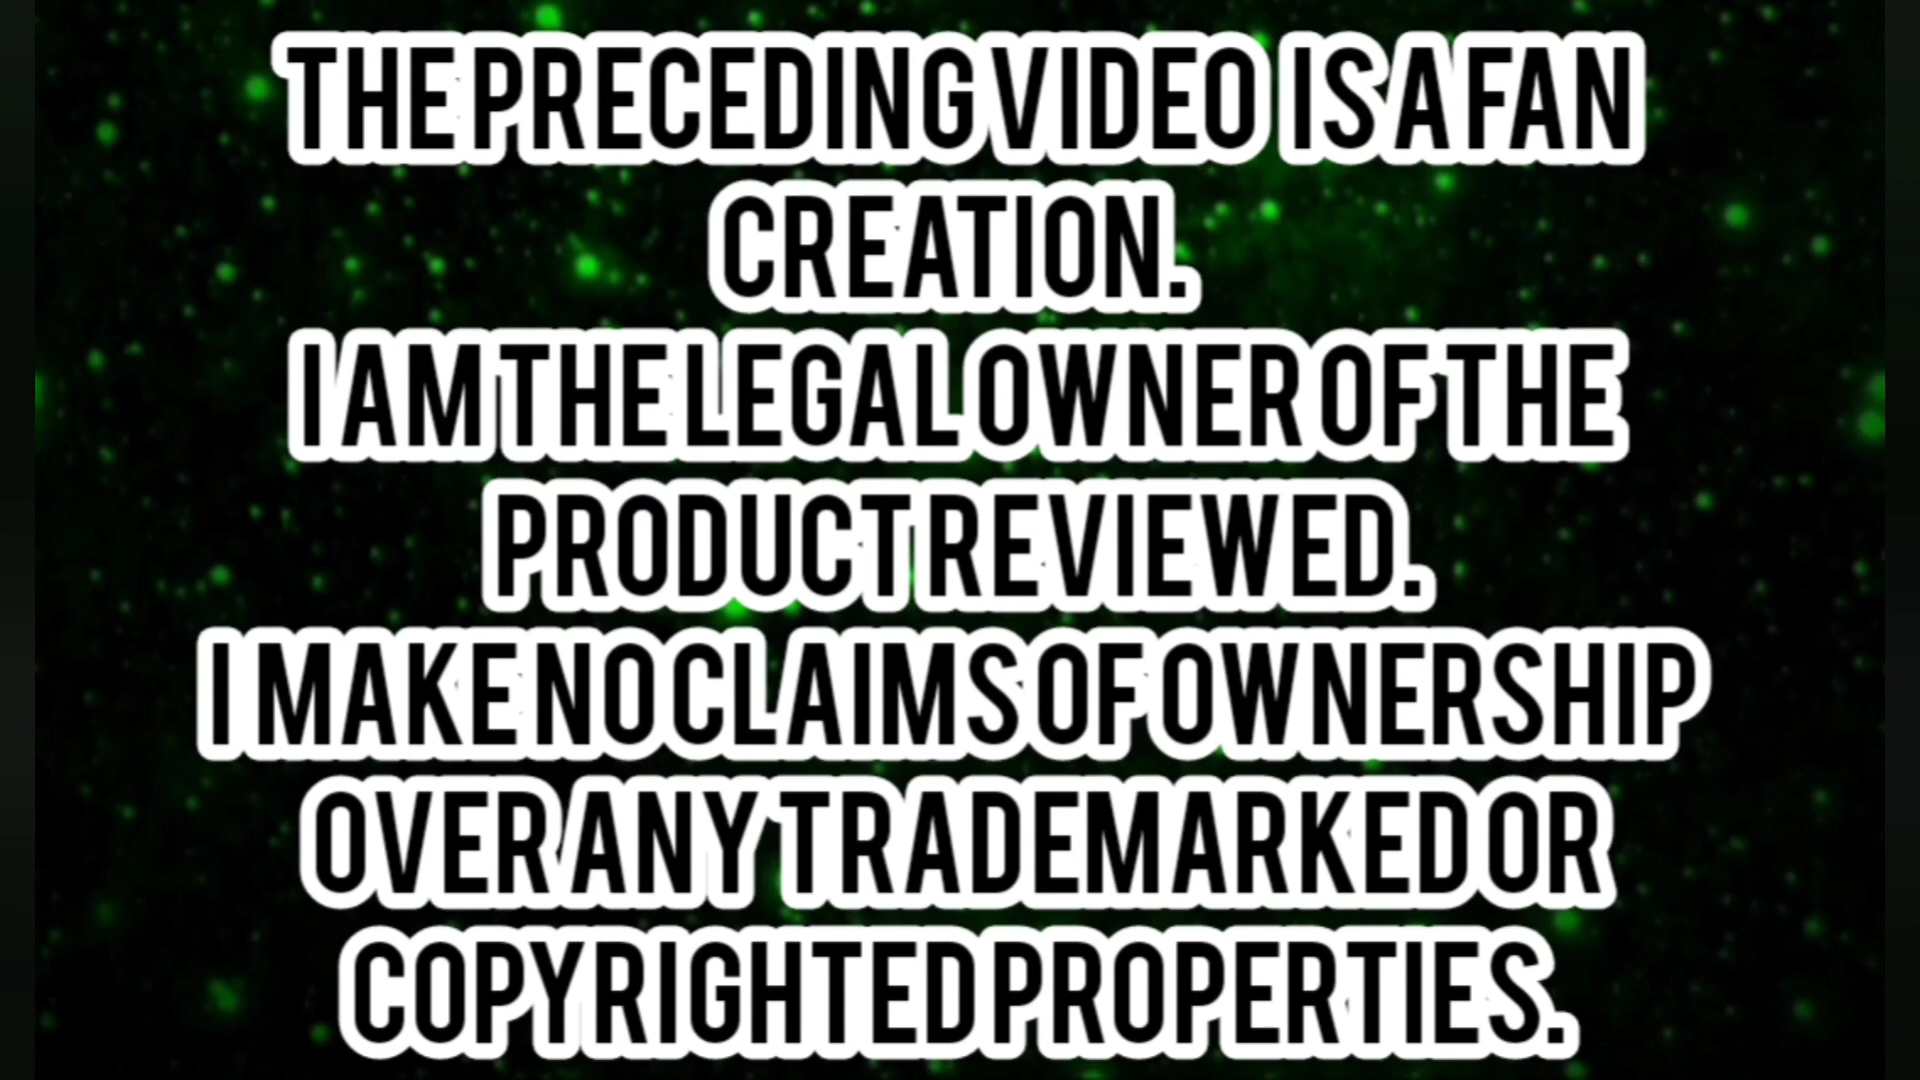 THE PRECEDING VIDEO IS A FAN
CREATION.
I AM THE LEGAL OWNER OF THE
PRODUCT REVIEWED.
I MAKE NO CLAIMS OF OWNERSHIP
OVER ANY TRADEMARKED OR
COPYRIGHTED PROPERTIES.